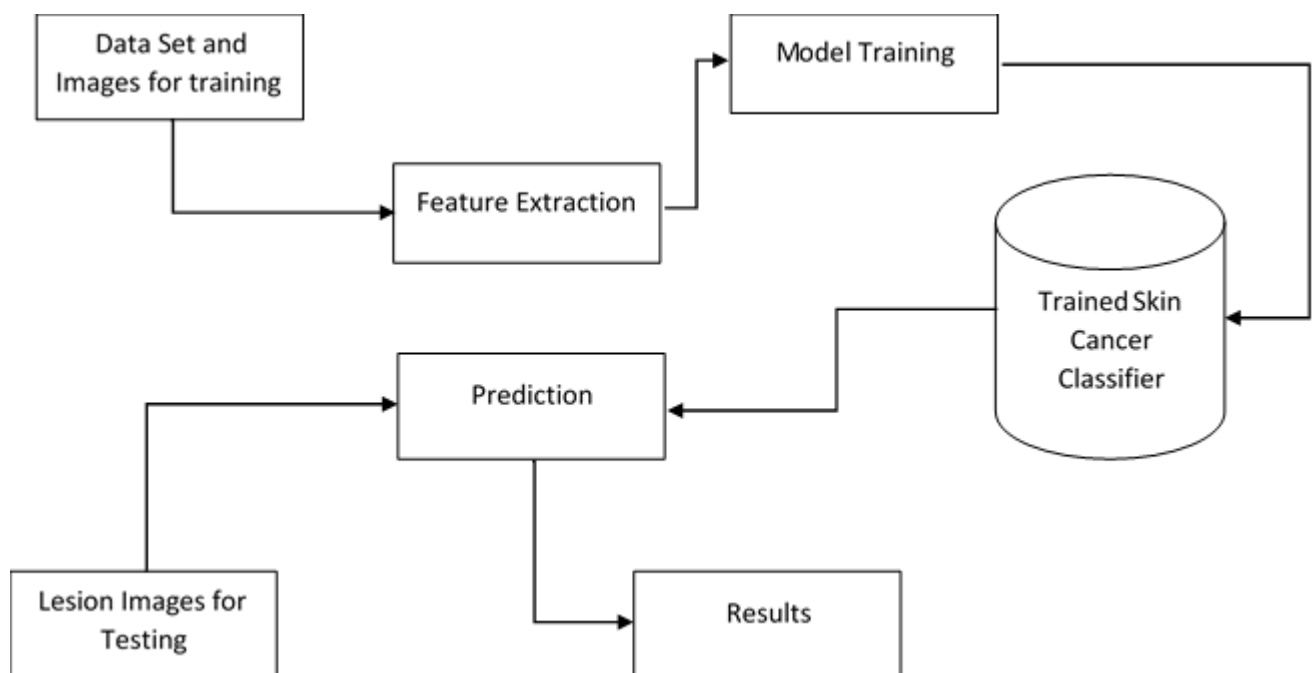 Data Set and
Images for training
Model Training
Feature Extraction
Trained Skin
Cancer
Classifier
Prediction
Lesion Images for
Testing
Results